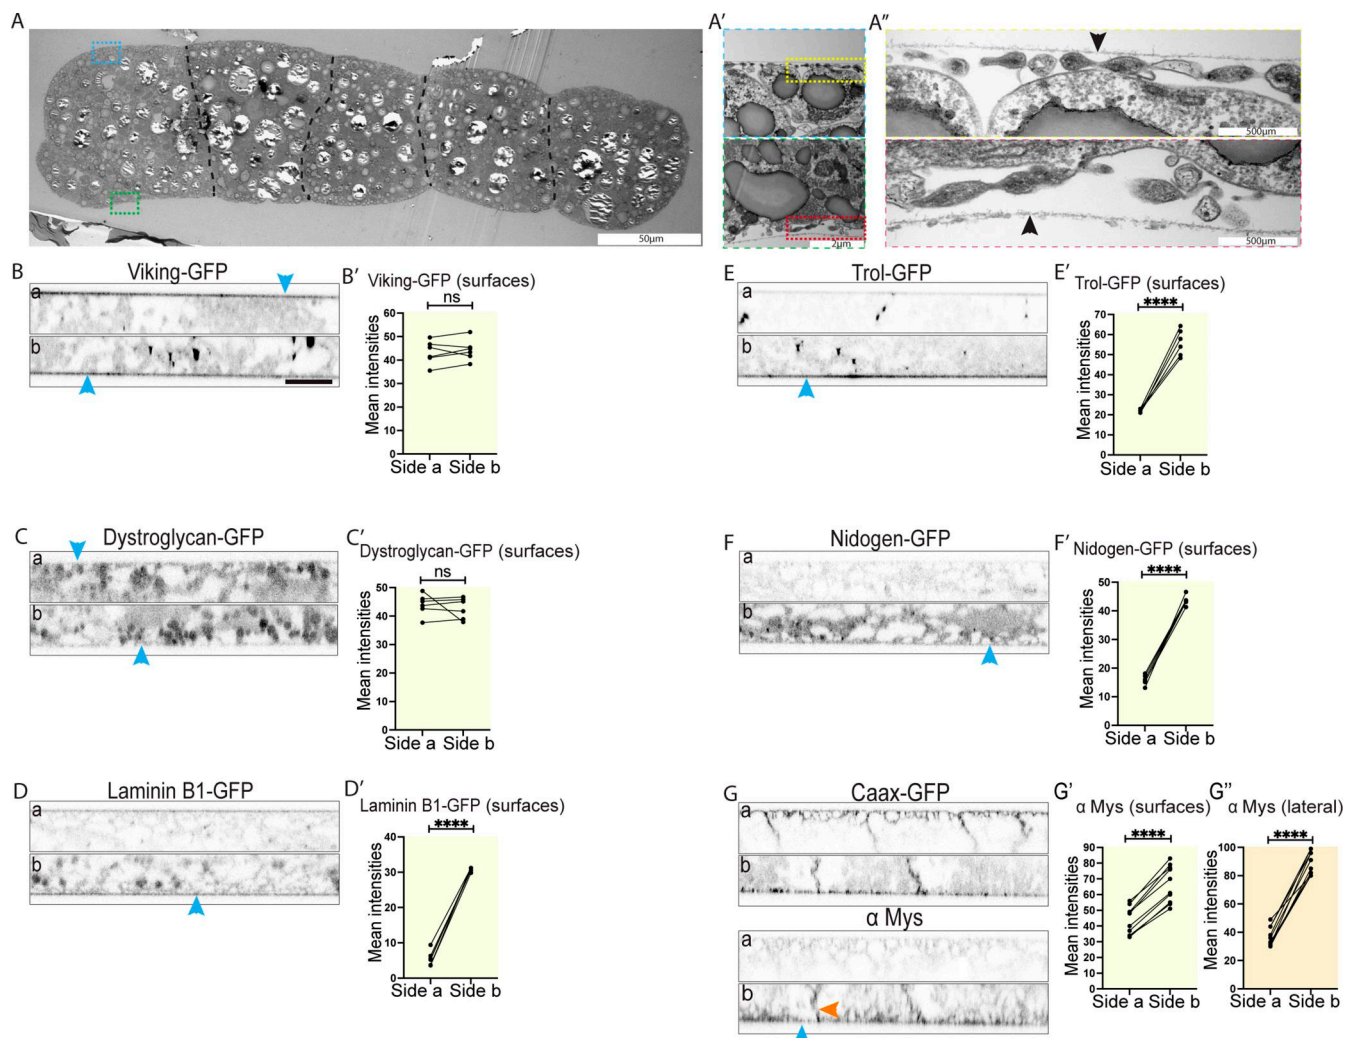 A
50µm
A'
2µm
A"
500µm
500µm
B
Viking-GFP
a
b
B'
Viking-GFP (surfaces)
ns
Mean intensities
60
50
40
30
20
10
0
Side a Side b
E
Trol-GFP
a
b
E'
Trol-GFP (surfaces)
****
Mean intensities
70
60
50
40
30
20
10
0
Side a Side b
C
Dystroglycan-GFP
a
b
C'
Dystroglycan-GFP (surfaces)
ns
Mean intensities
50
40
30
20
10
0
Side a Side b
F
Nidogen-GFP
a
b
F'
Nidogen-GFP (surfaces)
****
Mean intensities
50
40
30
20
10
0
Side a Side b
D
Laminin B1-GFP
a
b
D'
Laminin B1-GFP (surfaces)
****
Mean intensities
40
30
20
10
0
Side a Side b
G
Caax-GFP
a
b
α Mys
a
b
G'
α Mys (surfaces)
****
Mean intensities
90
80
70
60
50
40
30
20
10
0
Side a Side b
G"
α Mys (lateral)
****
Mean intensities
100
80
60
40
20
0
Side a Side b